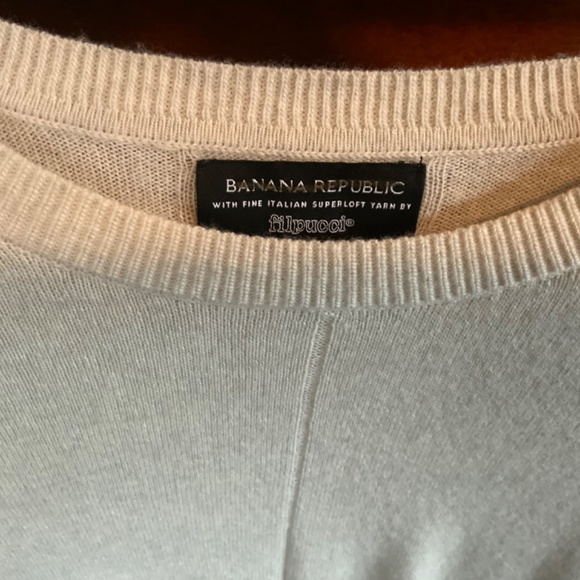 BANANA REPUBLIC
WITH FINE ITALIAN SUPERLOFT YARN BY
filpucci®